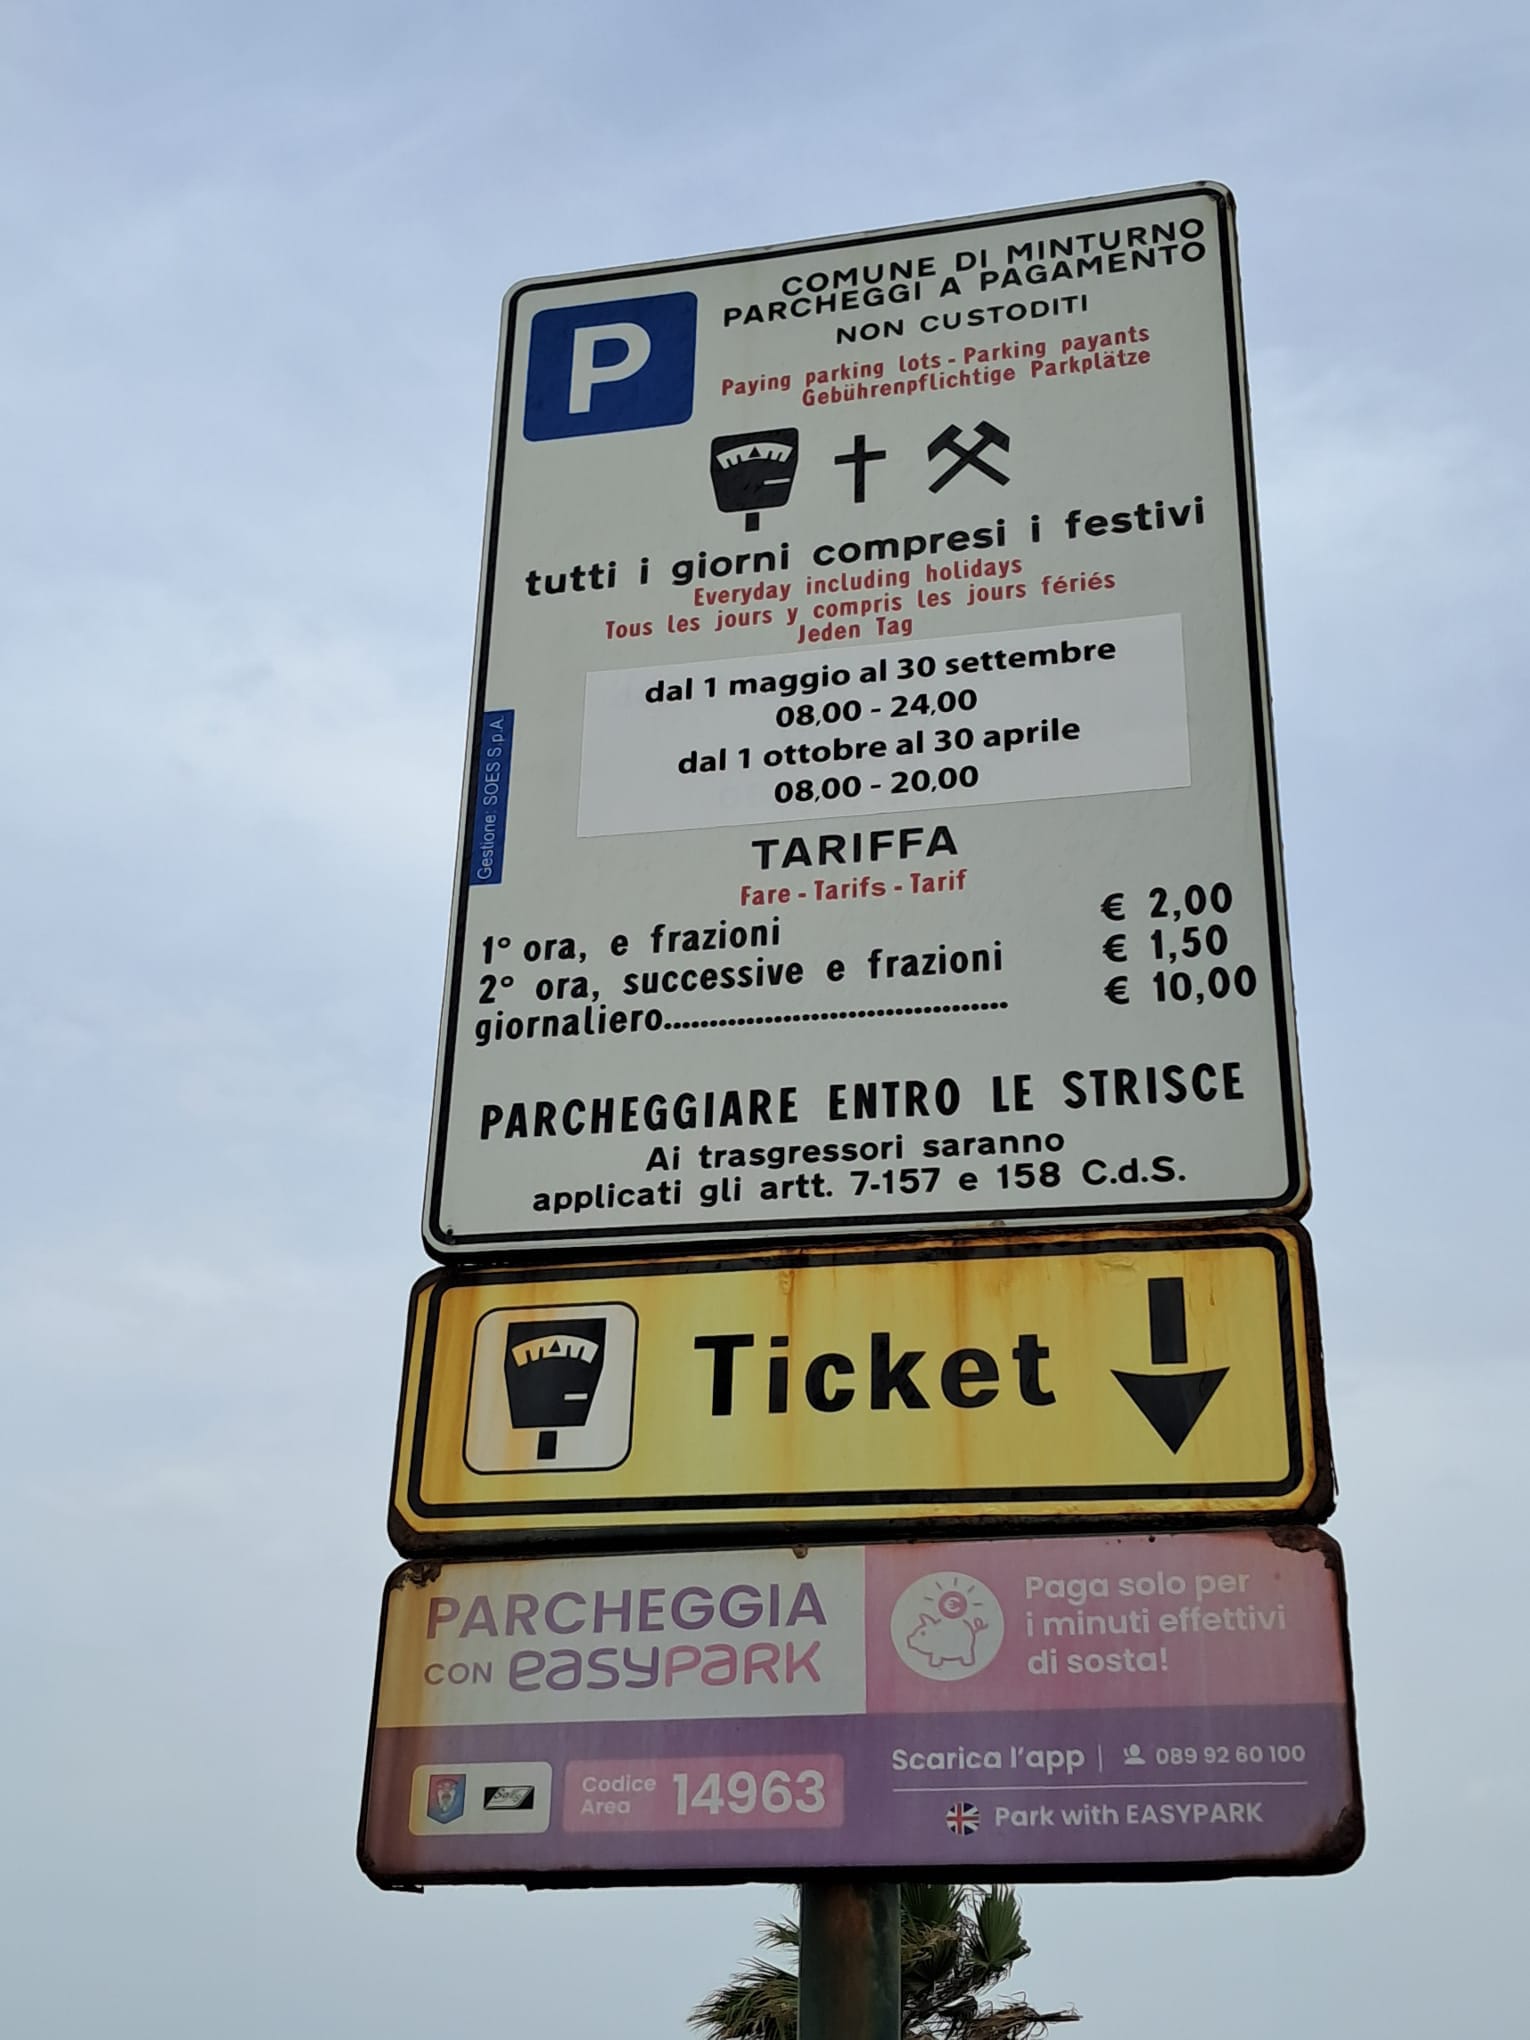 P
COMUNE DI MINTURNO
PARCHEGGI A PAGAMENTO
NON CUSTODITI
Paying parking lots - Parking payants
Gebührenpflichtige Parkplätze
tutti i giorni compresi i festivi
Everyday including holidays
Tous les jours y compris les jours fériés
Jeden Tag
dal 1 maggio al 30 settembre
08,00 - 24,00
dal 1 ottobre al 30 aprile
08,00 - 20,00
Gestione: SOES S.p.A.
TARIFFA
Fare - Tarifs - Tarif
1° ora, e frazioni € 2,00
2° ora, successive e frazioni € 1,50
giornaliero....................................... € 10,00
PARCHEGGIARE ENTRO LE STRISCE
Ai trasgressori saranno
applicati gli artt. 7-157 e 158 C.d.S.
Ticket
PARCHEGGIA
CON easyPARK
€
Paga solo per
i minuti effettivi
di sosta!
Codice
Area
14963
Scarica l'app | 089 92 60 100
Park with EASYPARK